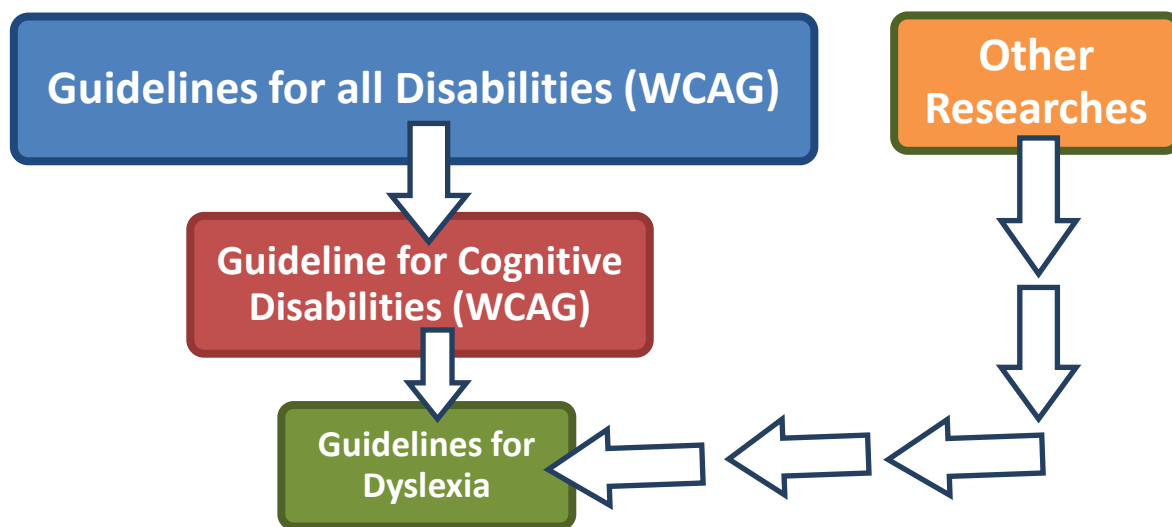 Guidelines for all Disabilities (WCAG)
Other
Researches
Guideline for Cognitive
Disabilities (WCAG)
Guidelines for
Dyslexia